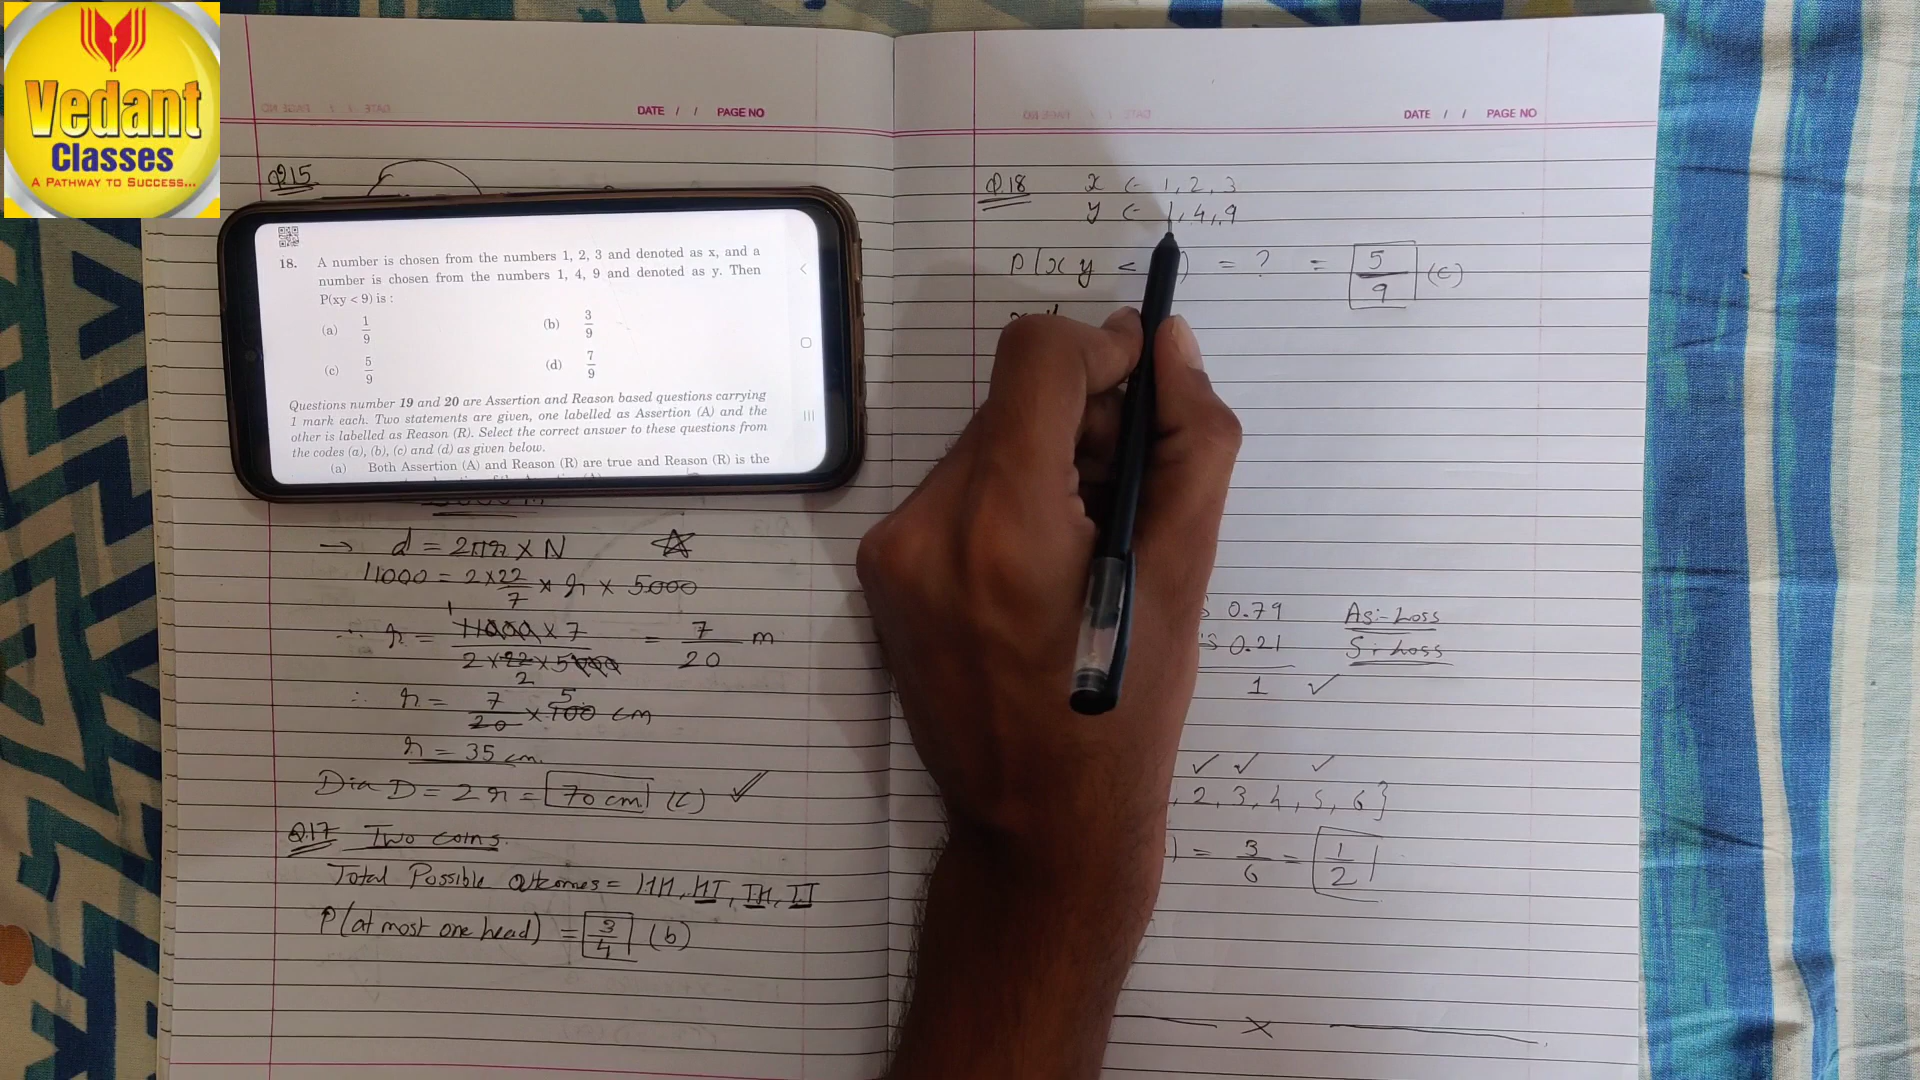 Vedant
Classes
A PATHWAY TO SUCCESS...
DATE / / PAGE NO
Q15
18. A number is chosen from the numbers 1, 2, 3 and denoted as x, and a
number is chosen from the numbers 1, 4, 9 and denoted as y. Then
P(xy < 9) is :
(a) 1/9 (b) 3/9
(c) 5/9 (d) 7/9
Questions number 19 and 20 are Assertion and Reason based questions carrying
1 mark each. Two statements are given, one labelled as Assertion (A) and the
other is labelled as Reason (R). Select the correct answer to these questions from
the codes (a), (b), (c) and (d) as given below.
(a) Both Assertion (A) and Reason (R) are true and Reason (R) is the
→ d = 2πr × N
11000 = 2 × 22/7 × r × 5000
∴ r = 11000 × 7 / 2 × 22 × 5000 = 7/20 m
∴ r = 7/20 × 100 cm
r = 35 cm.
Dia D = 2r = 70 cm (c) ✓
Q.17 Two coins.
Total Possible outcomes = HH, HT, TH, TT
P(at most one head) = 3/4 (b)
DATE / / PAGE NO
Q.18 x ← 1, 2, 3
y ← 1, 4, 9
P(xy < ) = ? = 5/9 (c)
0.79 As:- Loss
0.21 S:- Loss
1 ✓
✓ ✓ ✓
, 2, 3, 4, 5, 6}
) = 3/6 = 1/2
x